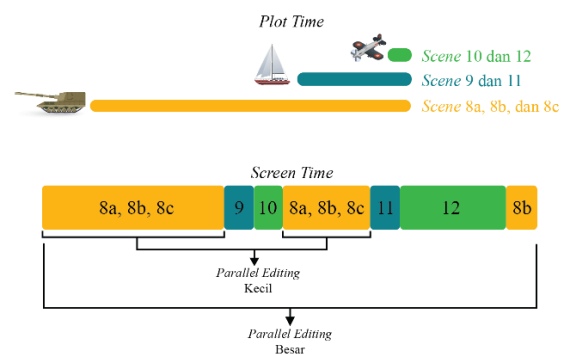 Plot Time
Scene 10 dan 12
Scene 9 dan 11
Scene 8a, 8b, dan 8c
Screen Time
8a, 8b, 8c 9 10 8a, 8b, 8c 11 12 8b
Parallel Editing
Kecil
Parallel Editing
Besar